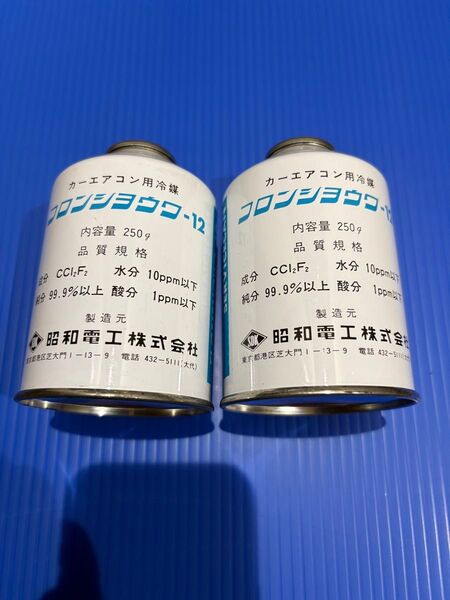 カーエアコン用冷媒
フロンショウワ-12
内容量 250g
品質規格
成分 CCl₂F₂ 水分 10ppm以下
純分 99.9%以上 酸分 1ppm以下
製造元
昭和電工株式会社
東京都港区芝大門1-13-9 電話 432-5111(大代)
カーエアコン用冷媒
フロンショウワ-12
内容量 250g
品質規格
成分 CCl₂F₂ 水分 10ppm以下
純分 99.9%以上 酸分 1ppm以下
製造元
昭和電工株式会社
東京都港区芝大門1-13-9 電話 432-5111(大代)